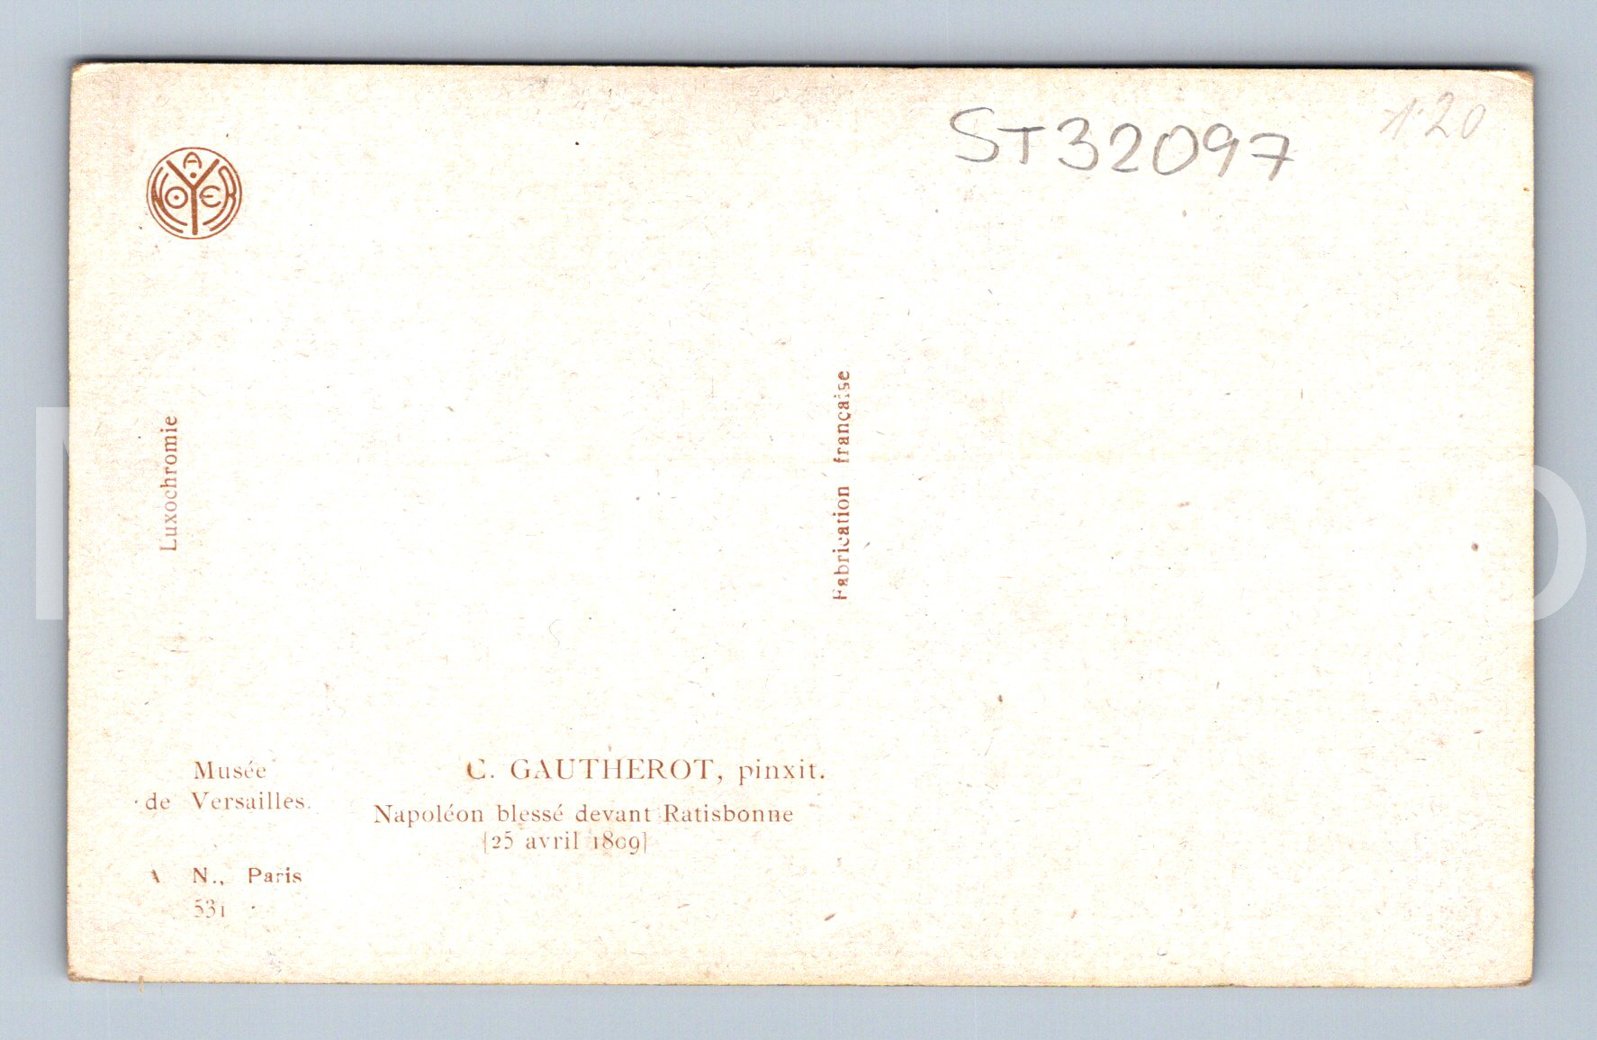 A. NOYER
ST32097
1.20
Luxochromie
Fabrication française
Musée
de Versailles.
C. GAUTHEROT, pinxit.
Napoléon blessé devant Ratisbonne
[25 avril 1809]
A. N., Paris
531